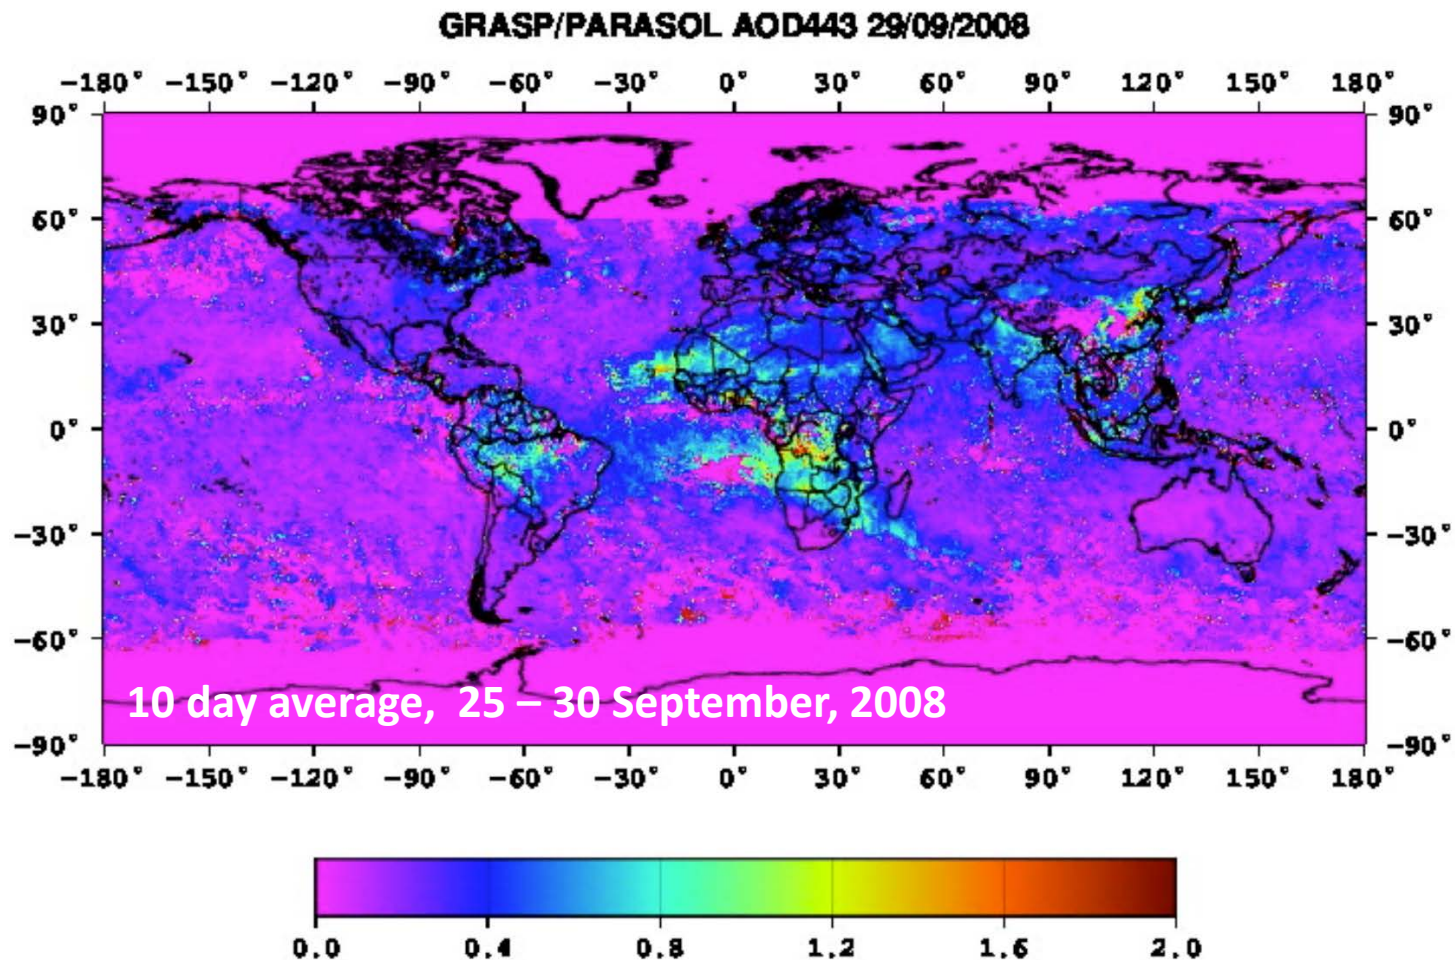 GRASP/PARASOL AOD443 29/09/2008
−180° −150° −120° −90° −60° −30° 0° 30° 60° 90° 120° 150° 180°
90° 90°
60° 60°
30° 30°
0° 0°
−30° −30°
−60° −60°
10 day average, 25 – 30 September, 2008
−90° −90°
−180° −150° −120° −90° −60° −30° 0° 30° 60° 90° 120° 150° 180°
0.0 0.4 0.8 1.2 1.6 2.0